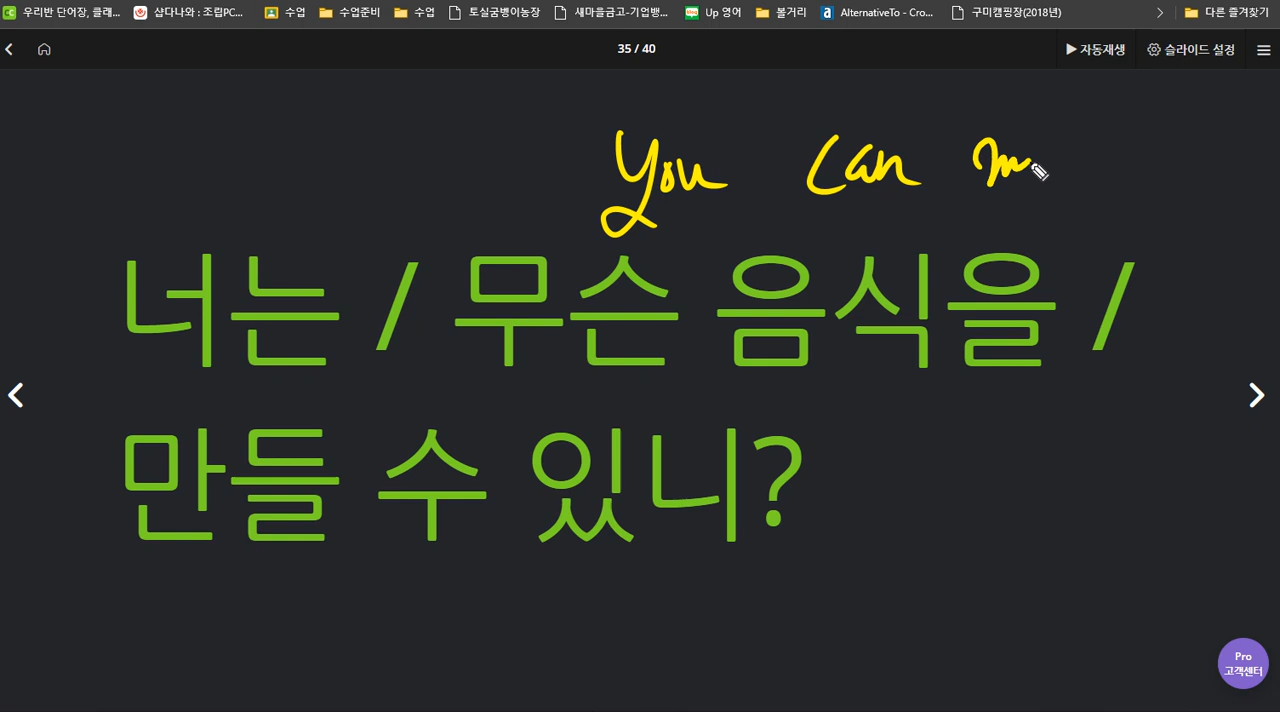 우리반 단어장, 클래... 샵다나와 : 조립PC... 수업 수업준비 수업 토실굼벵이농장 새마을금고-기업뱅... Up 영어 볼거리 AlternativeTo - Cro... 구미캠핑장(2018년) 다른 즐겨찾기
35 / 40 자동재생 슬라이드 설정
You can m
너는 / 무슨 음식을 /
만들 수 있니?
Pro
고객센터